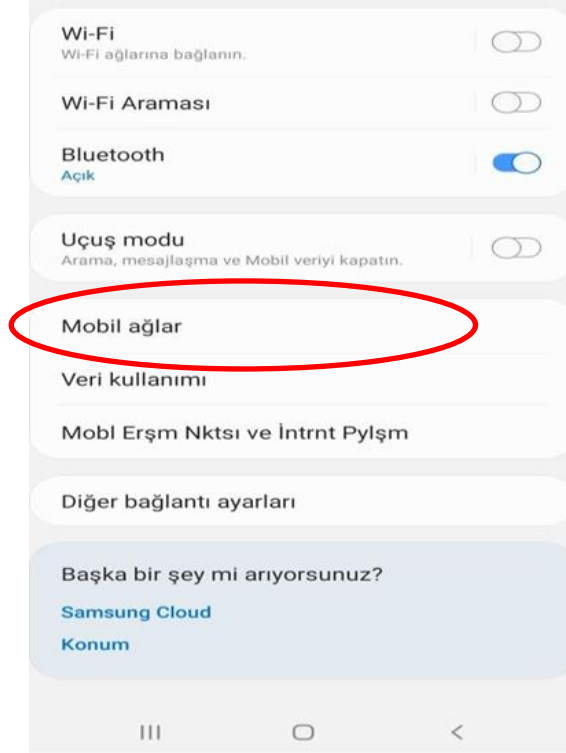 Wi-Fi
Wi-Fi ağlarına bağlanın.
Wi-Fi Araması
Bluetooth
Açık
Uçuş modu
Arama, mesajlaşma ve Mobil veriyi kapatın.
Mobil ağlar
Veri kullanımı
Mobl Erşm Nktsı ve İntrnt Pylşm
Diğer bağlantı ayarları
Başka bir şey mi arıyorsunuz?
Samsung Cloud
Konum